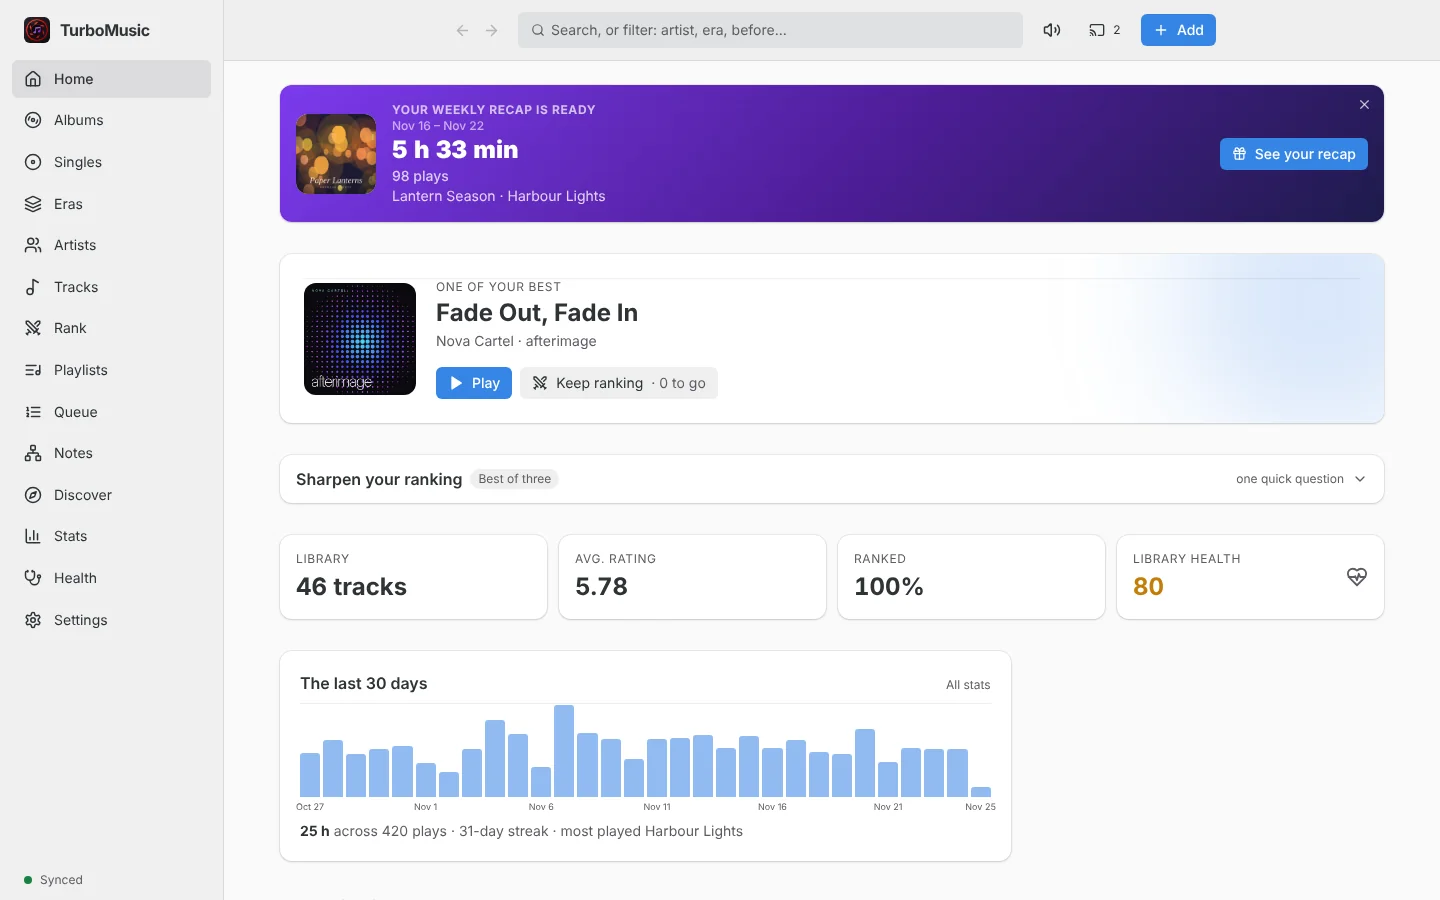 TurboMusic
Search, or filter: artist, era, before...
2
Add
Home
Albums
Singles
Eras
Artists
Tracks
Rank
Playlists
Queue
Notes
Discover
Stats
Health
Settings
Synced
YOUR WEEKLY RECAP IS READY
Nov 16 – Nov 22
5 h 33 min
98 plays
Lantern Season · Harbour Lights
Paper Lanterns
See your recap
NOVA CARTEL
afterimage
ONE OF YOUR BEST
Fade Out, Fade In
Nova Cartel · afterimage
Play
Keep ranking · 0 to go
Sharpen your ranking
Best of three
one quick question
LIBRARY
46 tracks
AVG. RATING
5.78
RANKED
100%
LIBRARY HEALTH
80
The last 30 days
All stats
Oct 27
Nov 1
Nov 6
Nov 11
Nov 16
Nov 21
Nov 25
25 h across 420 plays · 31-day streak · most played Harbour Lights